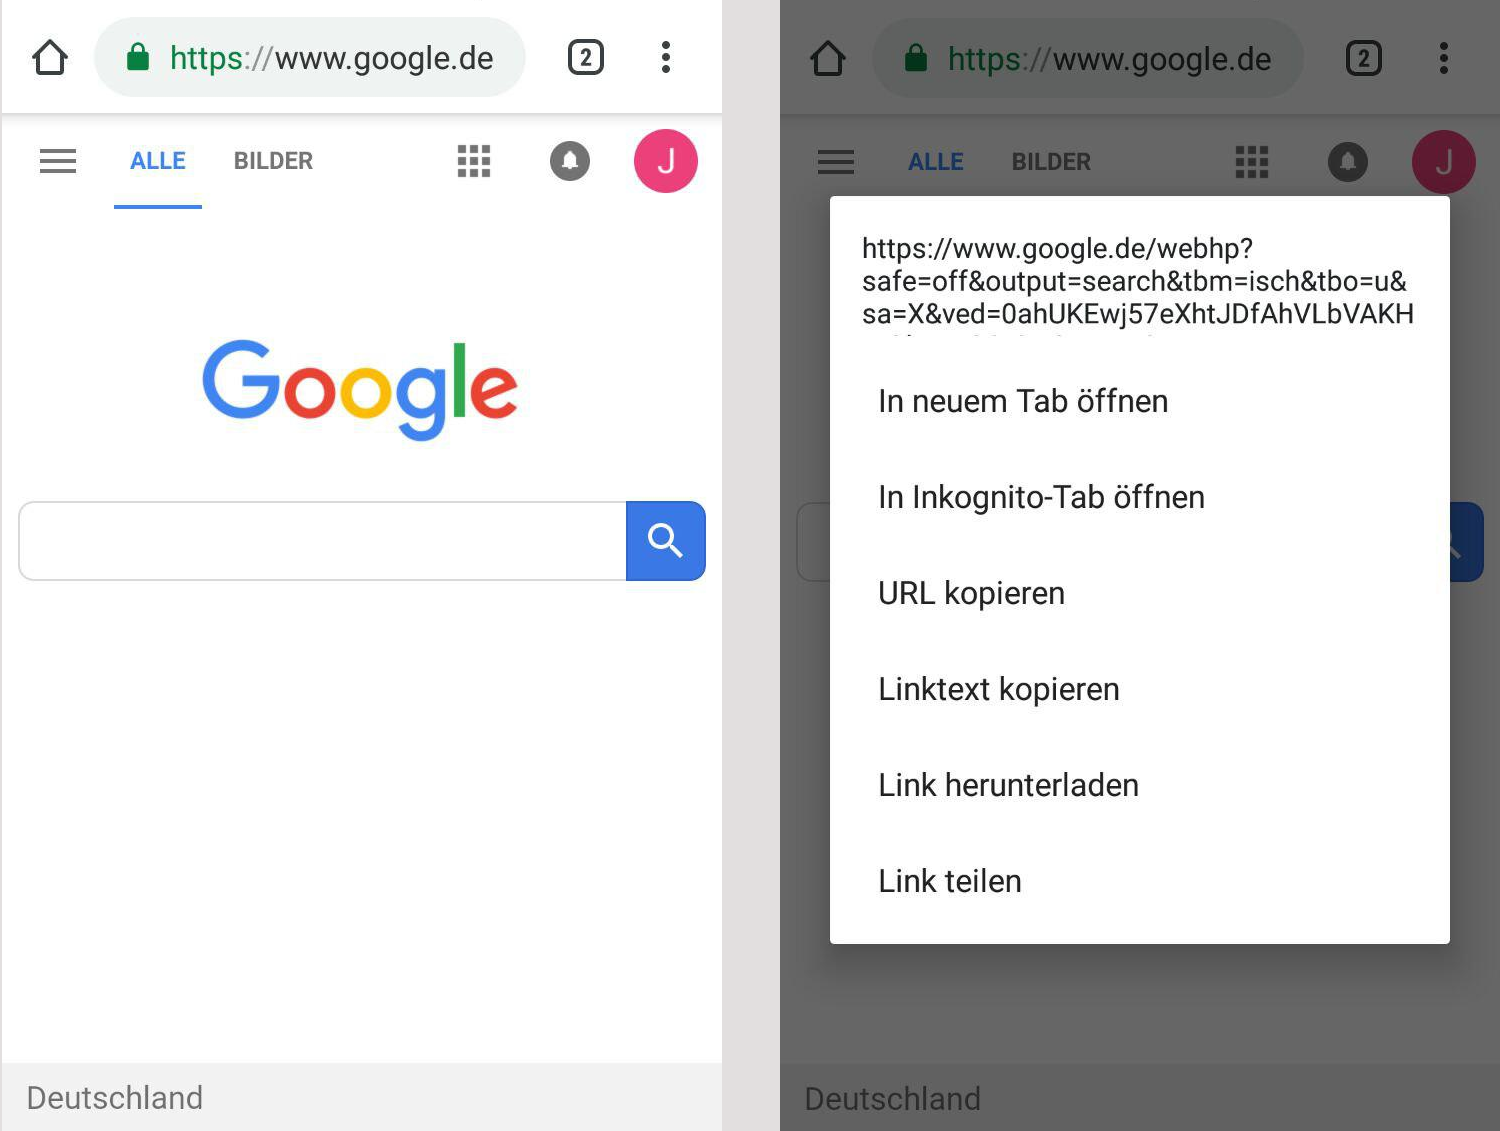 https://www.google.de
2
ALLE
BILDER
J
Google
Deutschland
https://www.google.de
2
ALLE
BILDER
J
https://www.google.de/webhp?
safe=off&output=search&tbm=isch&tbo=u&
sa=X&ved=0ahUKEwj57eXhtJDfAhVLbVAKH
In neuem Tab öffnen
In Inkognito-Tab öffnen
URL kopieren
Linktext kopieren
Link herunterladen
Link teilen
Deutschland